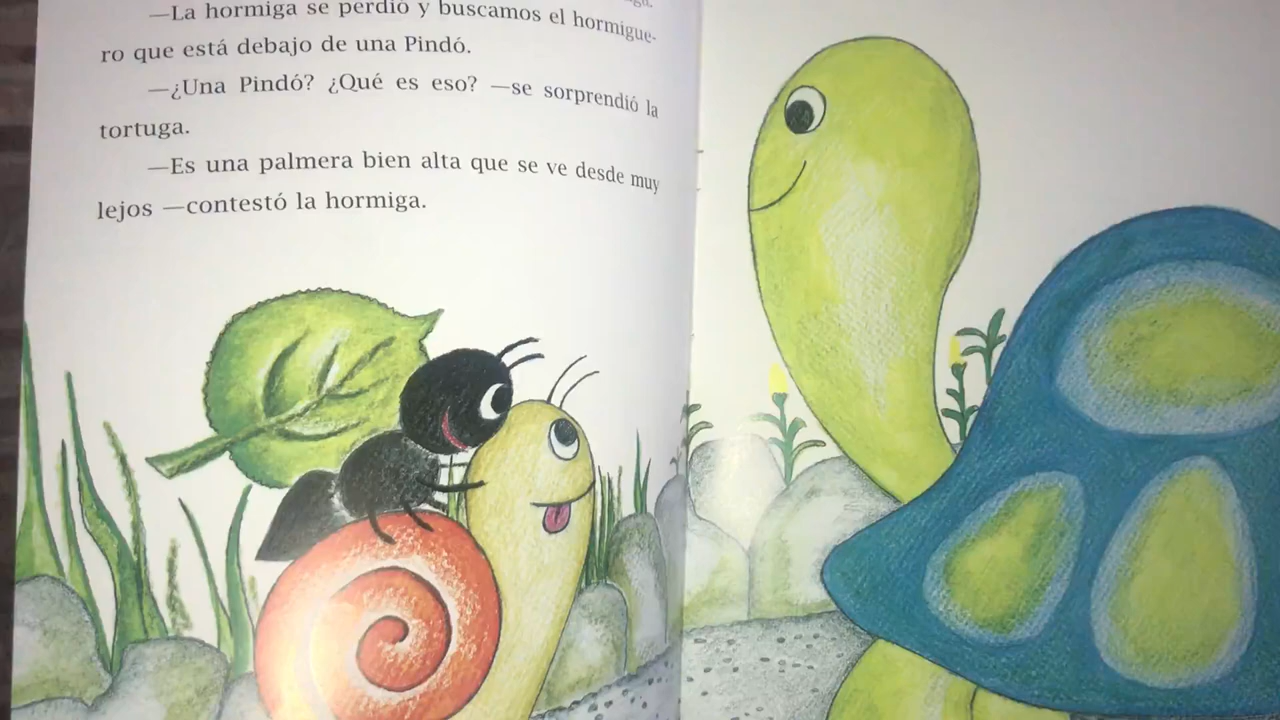 —La hormiga se perdió y buscamos el hormigue-
ro que está debajo de una Pindó.
—¿Una Pindó? ¿Qué es eso? —se sorprendió la
tortuga.
—Es una palmera bien alta que se ve desde muy
lejos —contestó la hormiga.